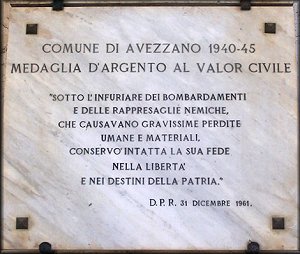 COMUNE DI AVEZZANO 1940-45
MEDAGLIA D'ARGENTO AL VALOR CIVILE
"SOTTO L'INFURIARE DEI BOMBARDAMENTI
E DELLE RAPPRESAGLIE NEMICHE,
CHE CAUSAVANO GRAVISSIME PERDITE
UMANE E MATERIALI,
CONSERVO' INTATTA LA SUA FEDE
NELLA LIBERTA'
E NEI DESTINI DELLA PATRIA."
D.P.R. 31 DICEMBRE 1961.